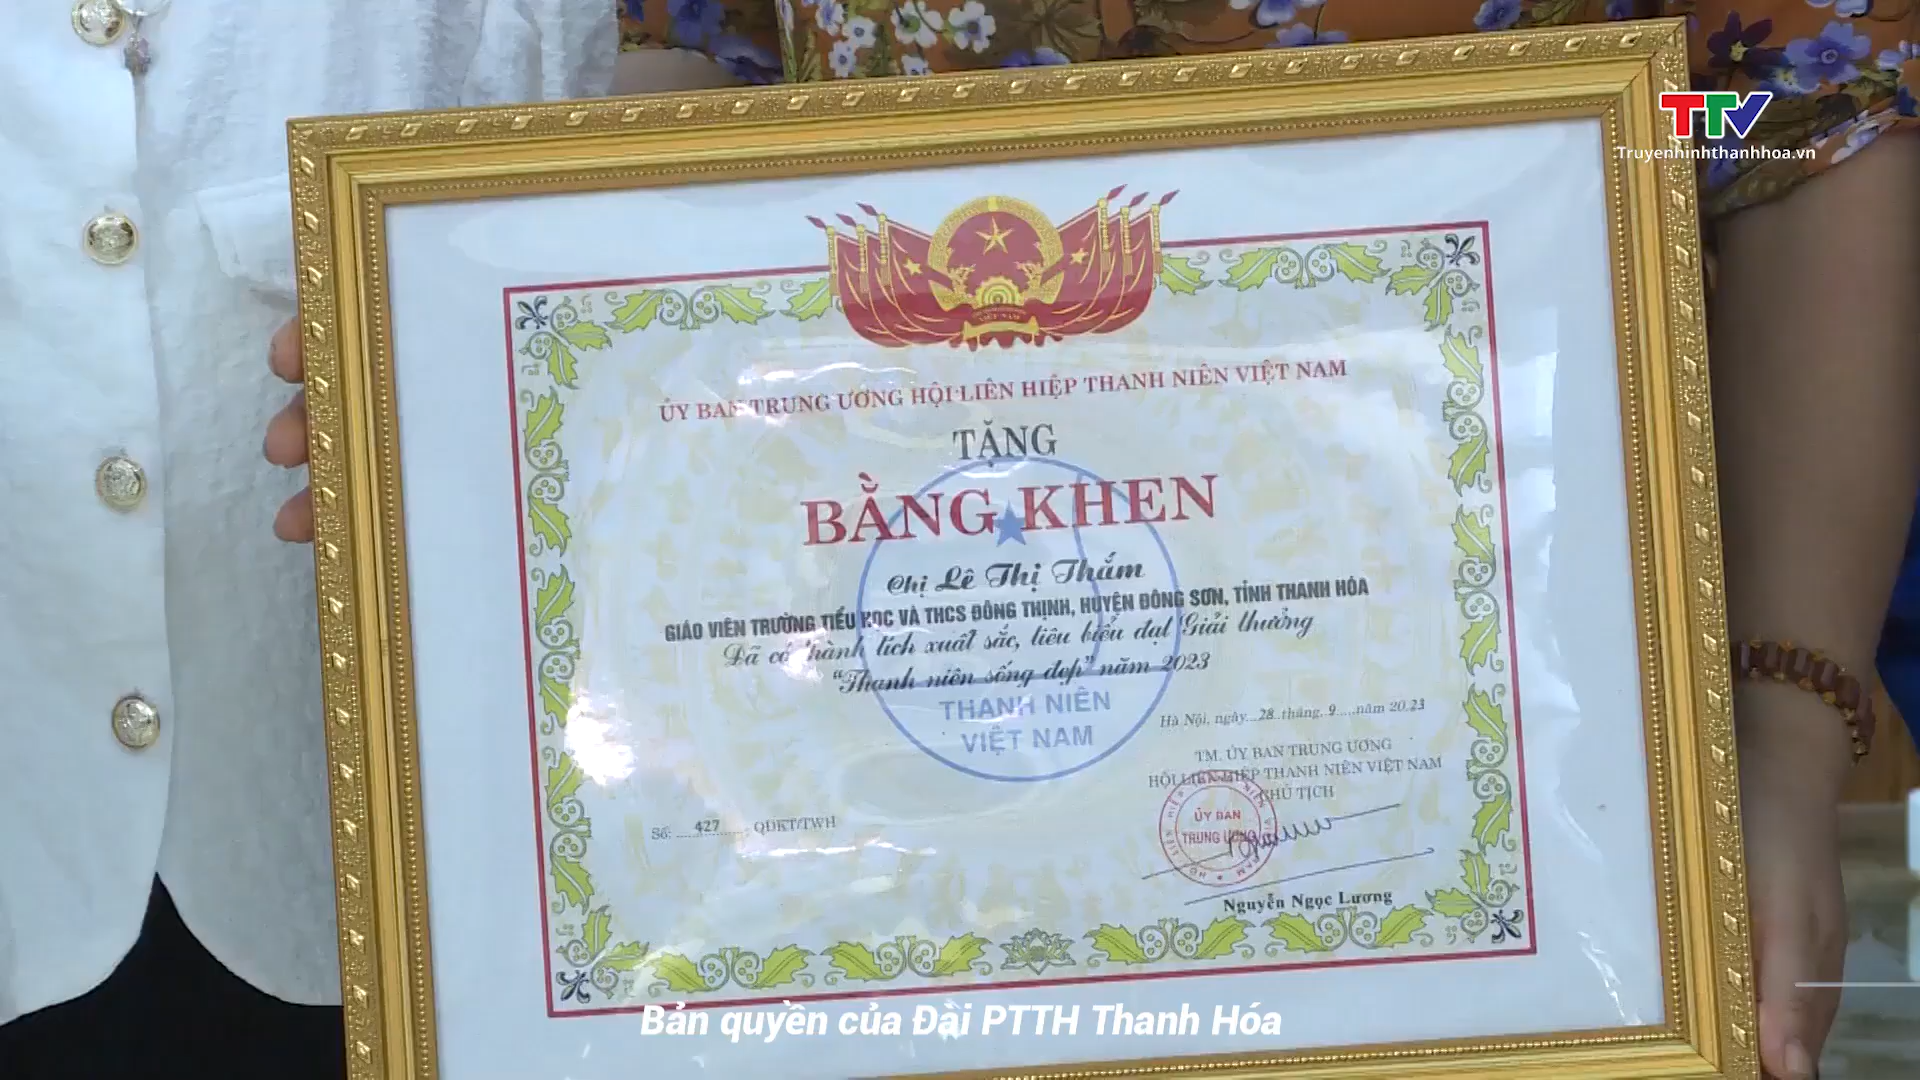 TTV
Truyenhinhthanhhoa.vn
VIỆT NAM
ỦY BAN TRUNG ƯƠNG HỘI LIÊN HIỆP THANH NIÊN VIỆT NAM
TẶNG
BẰNG KHEN
Chị Lê Thị Thắm
GIÁO VIÊN TRƯỜNG TIỂU HỌC VÀ THCS ĐÔNG THỊNH, HUYỆN ĐÔNG SƠN, TỈNH THANH HÓA
Đã có thành tích xuất sắc, tiêu biểu đạt Giải thưởng
“Thanh niên sống đẹp” năm 2023
THANH NIÊN
VIỆT NAM
Hà Nội, ngày...28..tháng..9.....năm 20.23
TM. ỦY BAN TRUNG ƯƠNG
HỘI LIÊN HIỆP THANH NIÊN VIỆT NAM
CHỦ TỊCH
ỦY BAN
TRUNG ƯƠNG
Số: ....427...... QĐKT/TWH
Nguyễn Ngọc Lương
Bản quyền của Đài PTTH Thanh Hóa